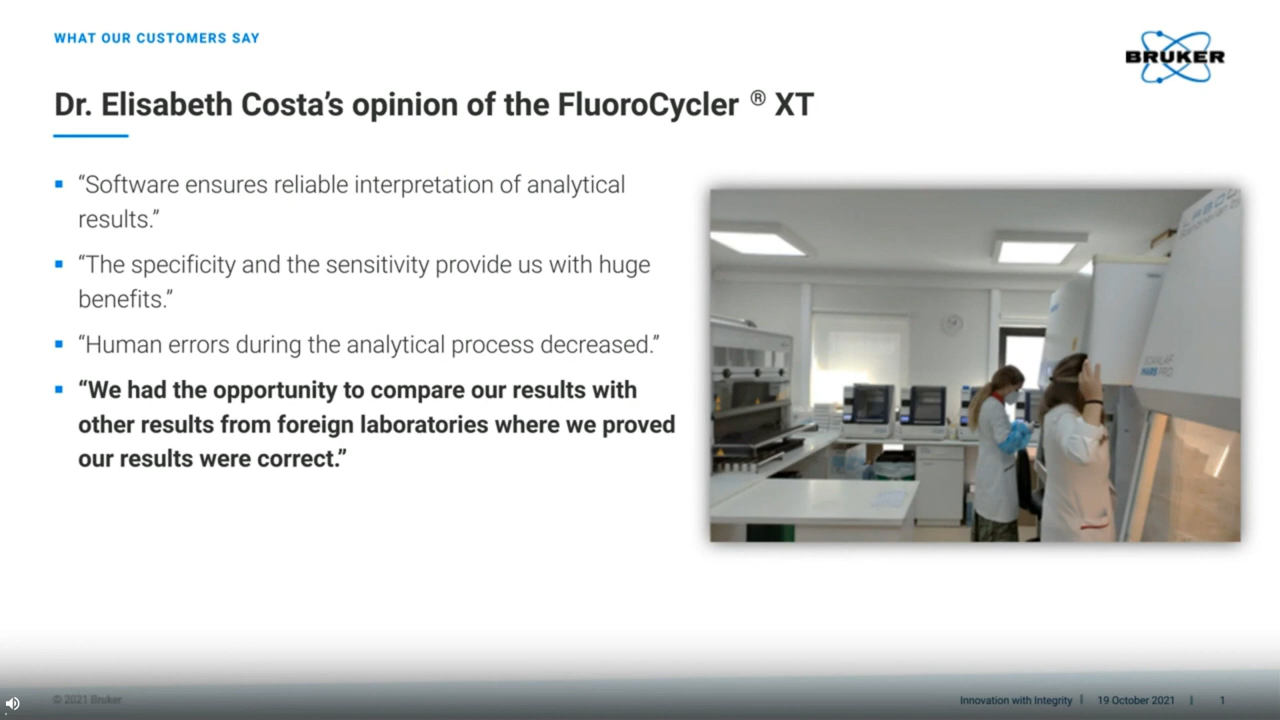 WHAT OUR CUSTOMERS SAY
BRUKER
Dr. Elisabeth Costa’s opinion of the FluoroCycler ® XT
“Software ensures reliable interpretation of analytical
results.”
“The specificity and the sensitivity provide us with huge
benefits.”
“Human errors during the analytical process decreased.”
“We had the opportunity to compare our results with
other results from foreign laboratories where we proved
our results were correct.”
SCANLAF
MARS PRO
© 2021 Bruker
Innovation with Integrity | 19 October 2021 | 1